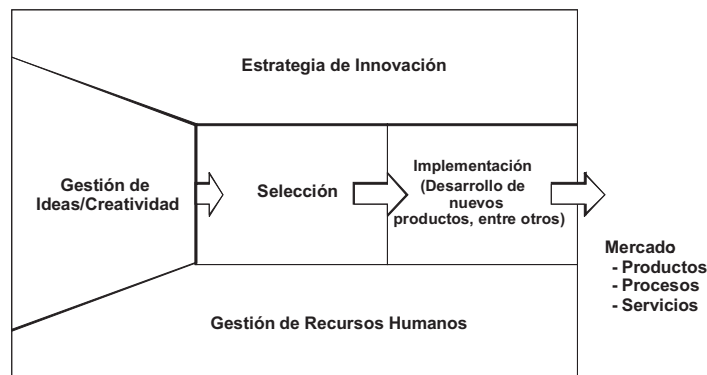 Estrategia de Innovación
Gestión de
Ideas/Creatividad
Selección
Implementación
(Desarrollo de
nuevos
productos, entre otros)
Mercado
- Productos
- Procesos
- Servicios
Gestión de Recursos Humanos